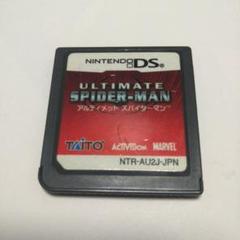 NINTENDO DS
ULTIMATE
SPIDER-MAN
アルティメット スパイダーマン
TAITO ACTIVISION MARVEL
NTR-AU2J-JPN